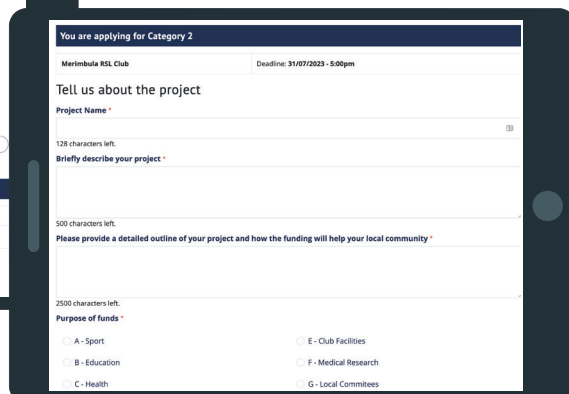 You are applying for Category 2
Merimbula RSL Club Deadline: 31/07/2023 - 5:00pm
Tell us about the project
Project Name *
128 characters left.
Briefly describe your project *
500 characters left.
Please provide a detailed outline of your project and how the funding will help your local community *
2500 characters left.
Purpose of funds *
A - Sport E - Club Facilities
B - Education F - Medical Research
C - Health G - Local Commitees